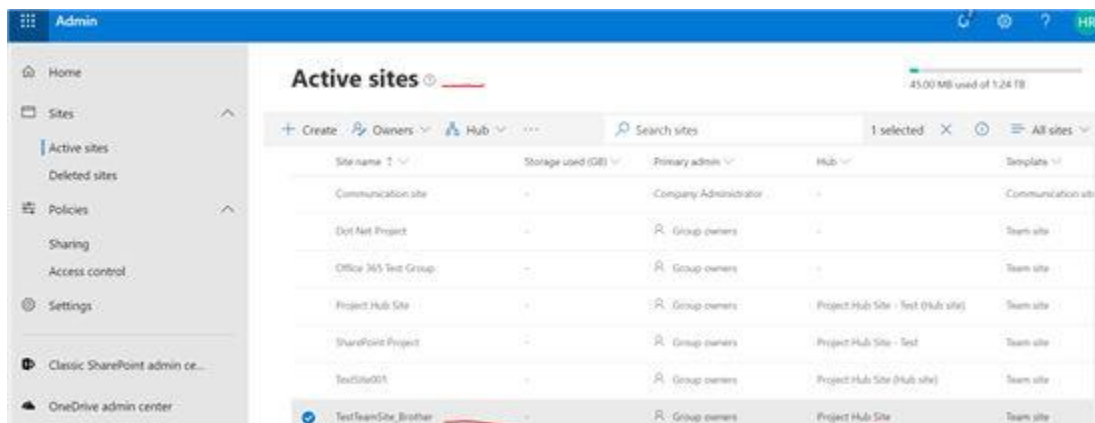 Admin
?
HR
Home
Sites
Active sites
Deleted sites
Policies
Sharing
Access control
Settings
Classic SharePoint admin ce...
OneDrive admin center
Active sites
45.00 MB used of 1.24 TB
+ Create Owners Hub ... Search sites 1 selected All sites
Site name ↑ Storage used (GB) Primary admin Hub Template
Communication site - Company Administrator - Communication site
Dot Net Project - Group owners - Team site
Office 365 Test Group - Group owners - Team site
Project Hub Site - Group owners Project Hub Site - Test (Hub site) Team site
SharePoint Project - Group owners Project Hub Site - Test Team site
TestSite001 - Group owners Project Hub Site (Hub site) Team site
TestTeamSite_Brother - Group owners Project Hub Site Team site